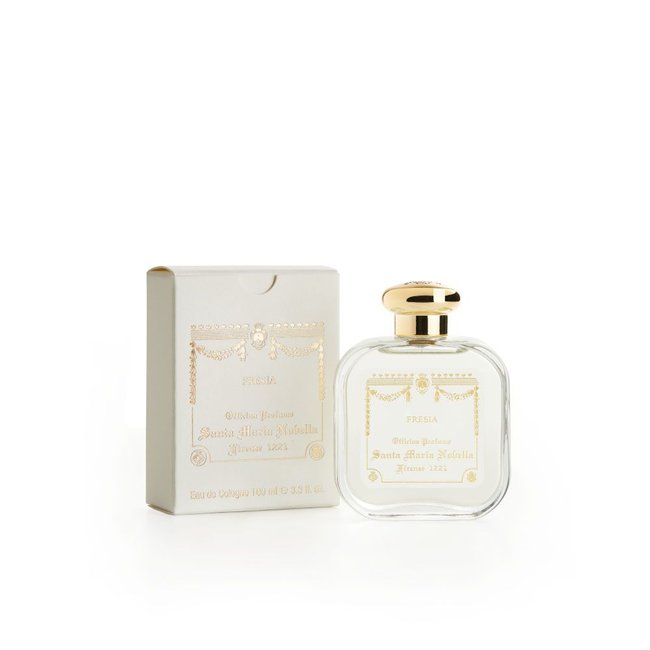 FRESIA
Officina Profumo
Santa Maria Novella
Firenze 1221
Eau de Cologne 100 ml e 3.3 fl. oz.
FRESIA
Officina Profumo
Santa Maria Novella
Firenze 1221